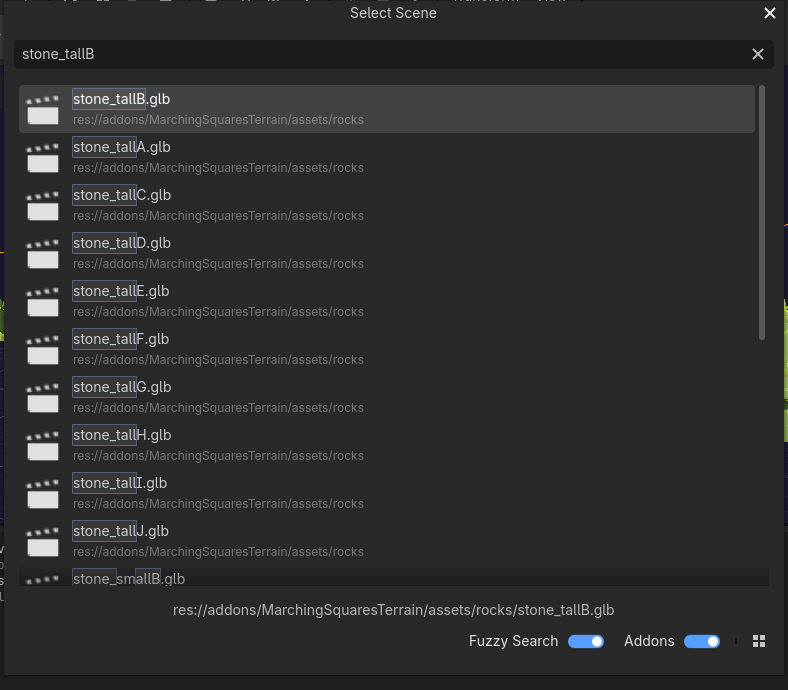 Select Scene
stone_tallB
stone_tallB.glb
res://addons/MarchingSquaresTerrain/assets/rocks
stone_tallA.glb
res://addons/MarchingSquaresTerrain/assets/rocks
stone_tallC.glb
res://addons/MarchingSquaresTerrain/assets/rocks
stone_tallD.glb
res://addons/MarchingSquaresTerrain/assets/rocks
stone_tallE.glb
res://addons/MarchingSquaresTerrain/assets/rocks
stone_tallF.glb
res://addons/MarchingSquaresTerrain/assets/rocks
stone_tallG.glb
res://addons/MarchingSquaresTerrain/assets/rocks
stone_tallH.glb
res://addons/MarchingSquaresTerrain/assets/rocks
stone_tallI.glb
res://addons/MarchingSquaresTerrain/assets/rocks
stone_tallJ.glb
res://addons/MarchingSquaresTerrain/assets/rocks
stone_smallB.glb
res://addons/MarchingSquaresTerrain/assets/rocks/stone_tallB.glb
Fuzzy Search Addons